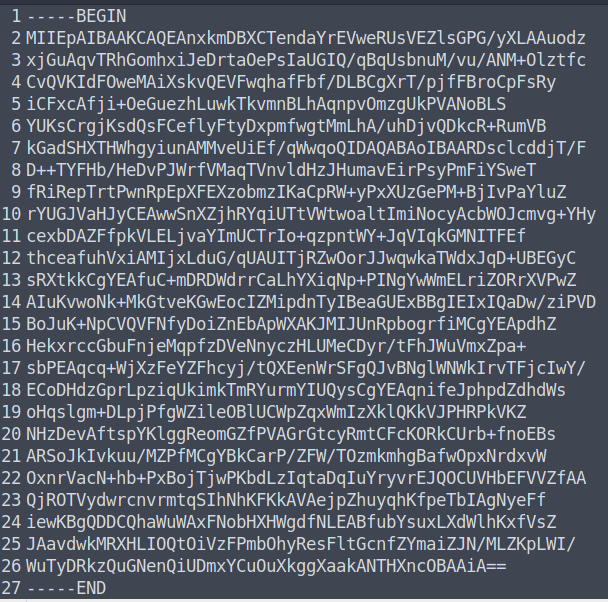 1 -----BEGIN
2 MIIEpAIBAAKCAQEAnxkmDBXCTendaYrEVweRUsVEZlsGPG/yXLAAuodz
3 xjGuAqvTRhGomhxiJeDrtaOePsIaUGIQ/qBqUsbnuM/vu/ANM+Olztfc
4 CvQVKIdFOweMAiXskvQEVFwqhafFbf/DLBCgXrT/pjfFBroCpFsRy
5 iCFxcAfji+OeGuezhLuwkTkvmnBLhAqnpvOmzgUkPVANoBLS
6 YUKsCrgjKsdQsFCeflyFtyDxpmfwgtMmLhA/uhDjvQDkcR+RumVB
7 kGadSHXTHWhgyiunAMMveUiEf/qWwqoQIDAQABAoIBAARDsclcddjT/F
8 D++TYFHb/HeDvPJWrfVMaqTVnvldHzJHumavEirPsyPmFiYSweT
9 fRiRepTrtPwnRpEpXFEXzobmzIKaCpRW+yPxXUzGePM+BjIvPaYluZ
10 rYUGJVaHJyCEAwwSnXZjhRYqiUTtVWtwoaltImiNocyAcbWOJcmvg+YHy
11 cexbDAZFfpkVLELjvaYImUCTrIo+qzpntWY+JqVIqkGMNITFEf
12 thceafuhVxiAMIjxLduG/qUAUITjRZwOorJJwqwkaTWdxJqD+UBEGyC
13 sRXtkkCgYEAfuC+mDRDWdrrCaLhYXiqNp+PINgYwWmELriZORrXVPwZ
14 AIuKvwoNk+MkGtveKGwEocIZMipdnTyIBeaGUExBBgIEIxIQaDw/ziPVD
15 BoJuK+NpCVQVFNfyDoiZnEbApWXAKJMIJUnRpbogrfiMCgYEApdhZ
16 HekxrccGbuFnjeMqpfzDVeNnyczHLUMeCDyr/tFhJWuVmxZpa+
17 sbPEAqcq+WjXzFeYZFhcyj/tQXEenWrSFgQJvBNglWNWkIrvTFjcIwY/
18 ECoDHdzGprLpziqUkimkTmRYurmYIUQysCgYEAqnifeJphpdZdhdWs
19 oHqslgm+DLpjPfgWZileOBlUCWpZqxWmIzXklQKkVJPHRPkVKZ
20 NHzDevAftspYKlggReomGZfPVAGrGtcyRmtCFcKORkCUrb+fnoEBs
21 ARSoJkIvkuu/MZPfMCgYBkCarP/ZFW/TOzmkmhgBafwOpxNrdxvW
22 OxnrVacN+hb+PxBojTjwPKbdLzIqtaDqIuYryvrEJQOCUVHbEFVVZfAA
23 QjROTVydwrcnvrmtqSIhNhKFKkAVAejpZhuyqhKfpeTbIAgNyeFf
24 iewKBgQDDCQhaWuWAxFNobHXHWgdfNLEABfubYsuxLXdWlhKxfVsZ
25 JAavdwkMRXHLIOQtOiVzFPmbOhyResFltGcnfZYmaiZJN/MLZKpLWI/
26 WuTyDRkzQuGNenQiUDmxYCuOuXkggXaakANTHXncOBAAiA==
27 -----END